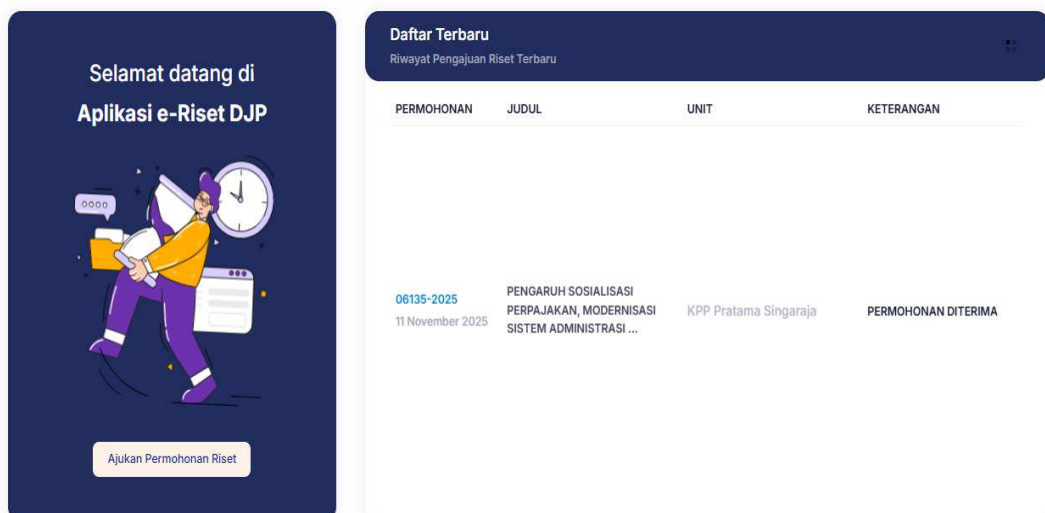 Selamat datang di
Aplikasi e-Riset DJP
Ajukan Permohonan Riset
Daftar Terbaru
Riwayat Pengajuan Riset Terbaru
PERMOHONAN JUDUL UNIT KETERANGAN
06135-2025
11 November 2025
PENGARUH SOSIALISASI
PERPAJAKAN, MODERNISASI
SISTEM ADMINISTRASI ...
KPP Pratama Singaraja
PERMOHONAN DITERIMA